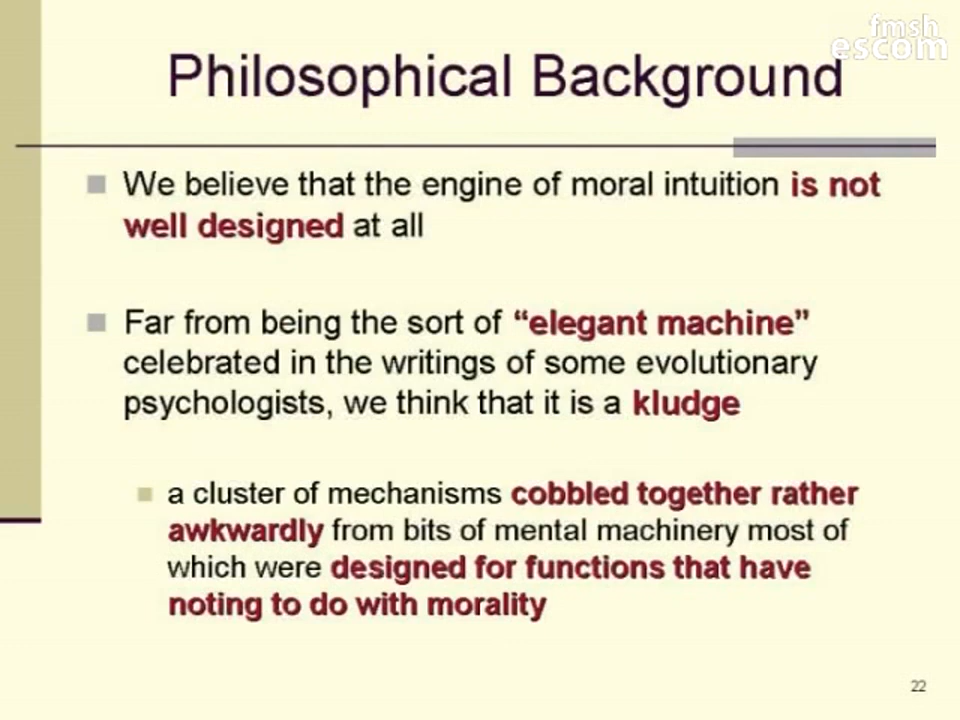 fmsh
escom
Philosophical Background
We believe that the engine of moral intuition is not
well designed at all
Far from being the sort of “elegant machine”
celebrated in the writings of some evolutionary
psychologists, we think that it is a kludge
a cluster of mechanisms cobbled together rather
awkwardly from bits of mental machinery most of
which were designed for functions that have
noting to do with morality
22